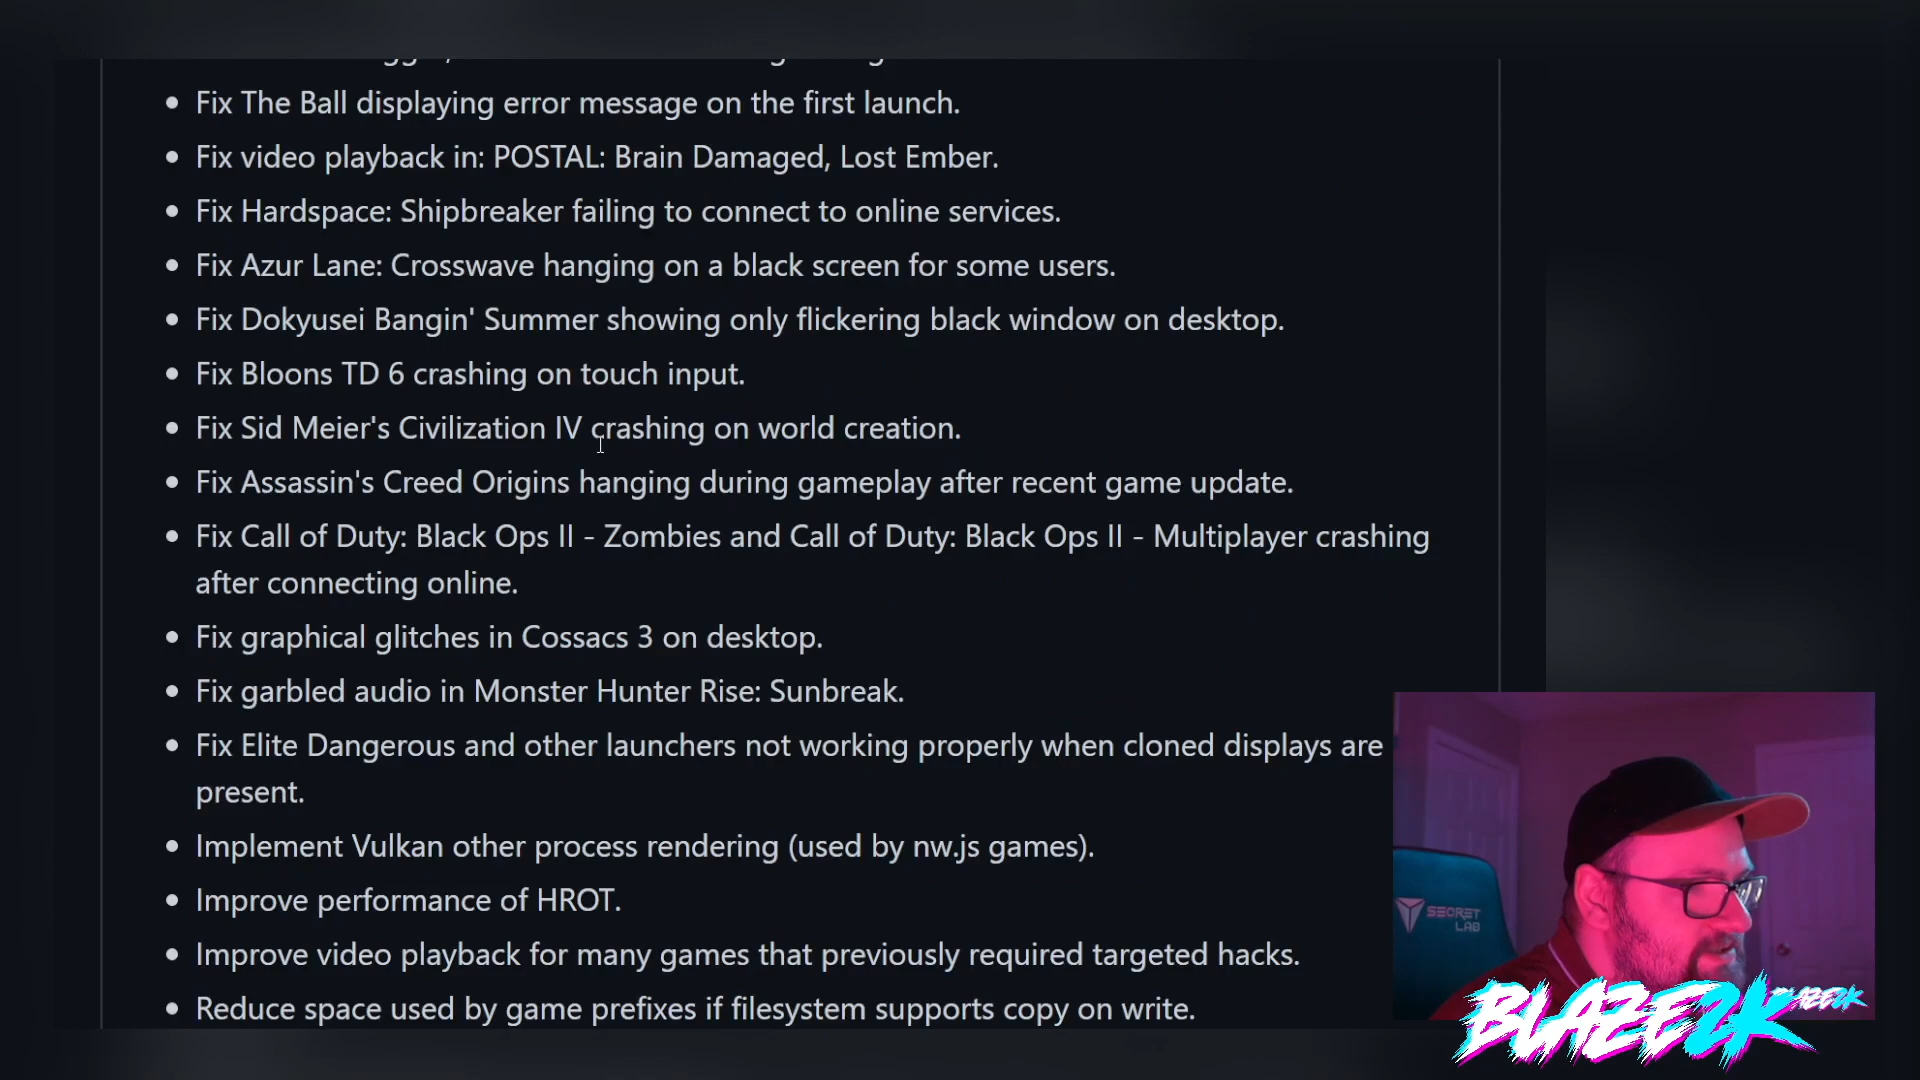 Fix The Ball displaying error message on the first launch.
Fix video playback in: POSTAL: Brain Damaged, Lost Ember.
Fix Hardspace: Shipbreaker failing to connect to online services.
Fix Azur Lane: Crosswave hanging on a black screen for some users.
Fix Dokyusei Bangin' Summer showing only flickering black window on desktop.
Fix Bloons TD 6 crashing on touch input.
Fix Sid Meier's Civilization IV crashing on world creation.
Fix Assassin's Creed Origins hanging during gameplay after recent game update.
Fix Call of Duty: Black Ops II - Zombies and Call of Duty: Black Ops II - Multiplayer crashing
after connecting online.
Fix graphical glitches in Cossacs 3 on desktop.
Fix garbled audio in Monster Hunter Rise: Sunbreak.
Fix Elite Dangerous and other launchers not working properly when cloned displays are
present.
Implement Vulkan other process rendering (used by nw.js games).
Improve performance of HROT.
Improve video playback for many games that previously required targeted hacks.
Reduce space used by game prefixes if filesystem supports copy on write.
SECRET
LAB
BLAZE2K
BLAZE2K